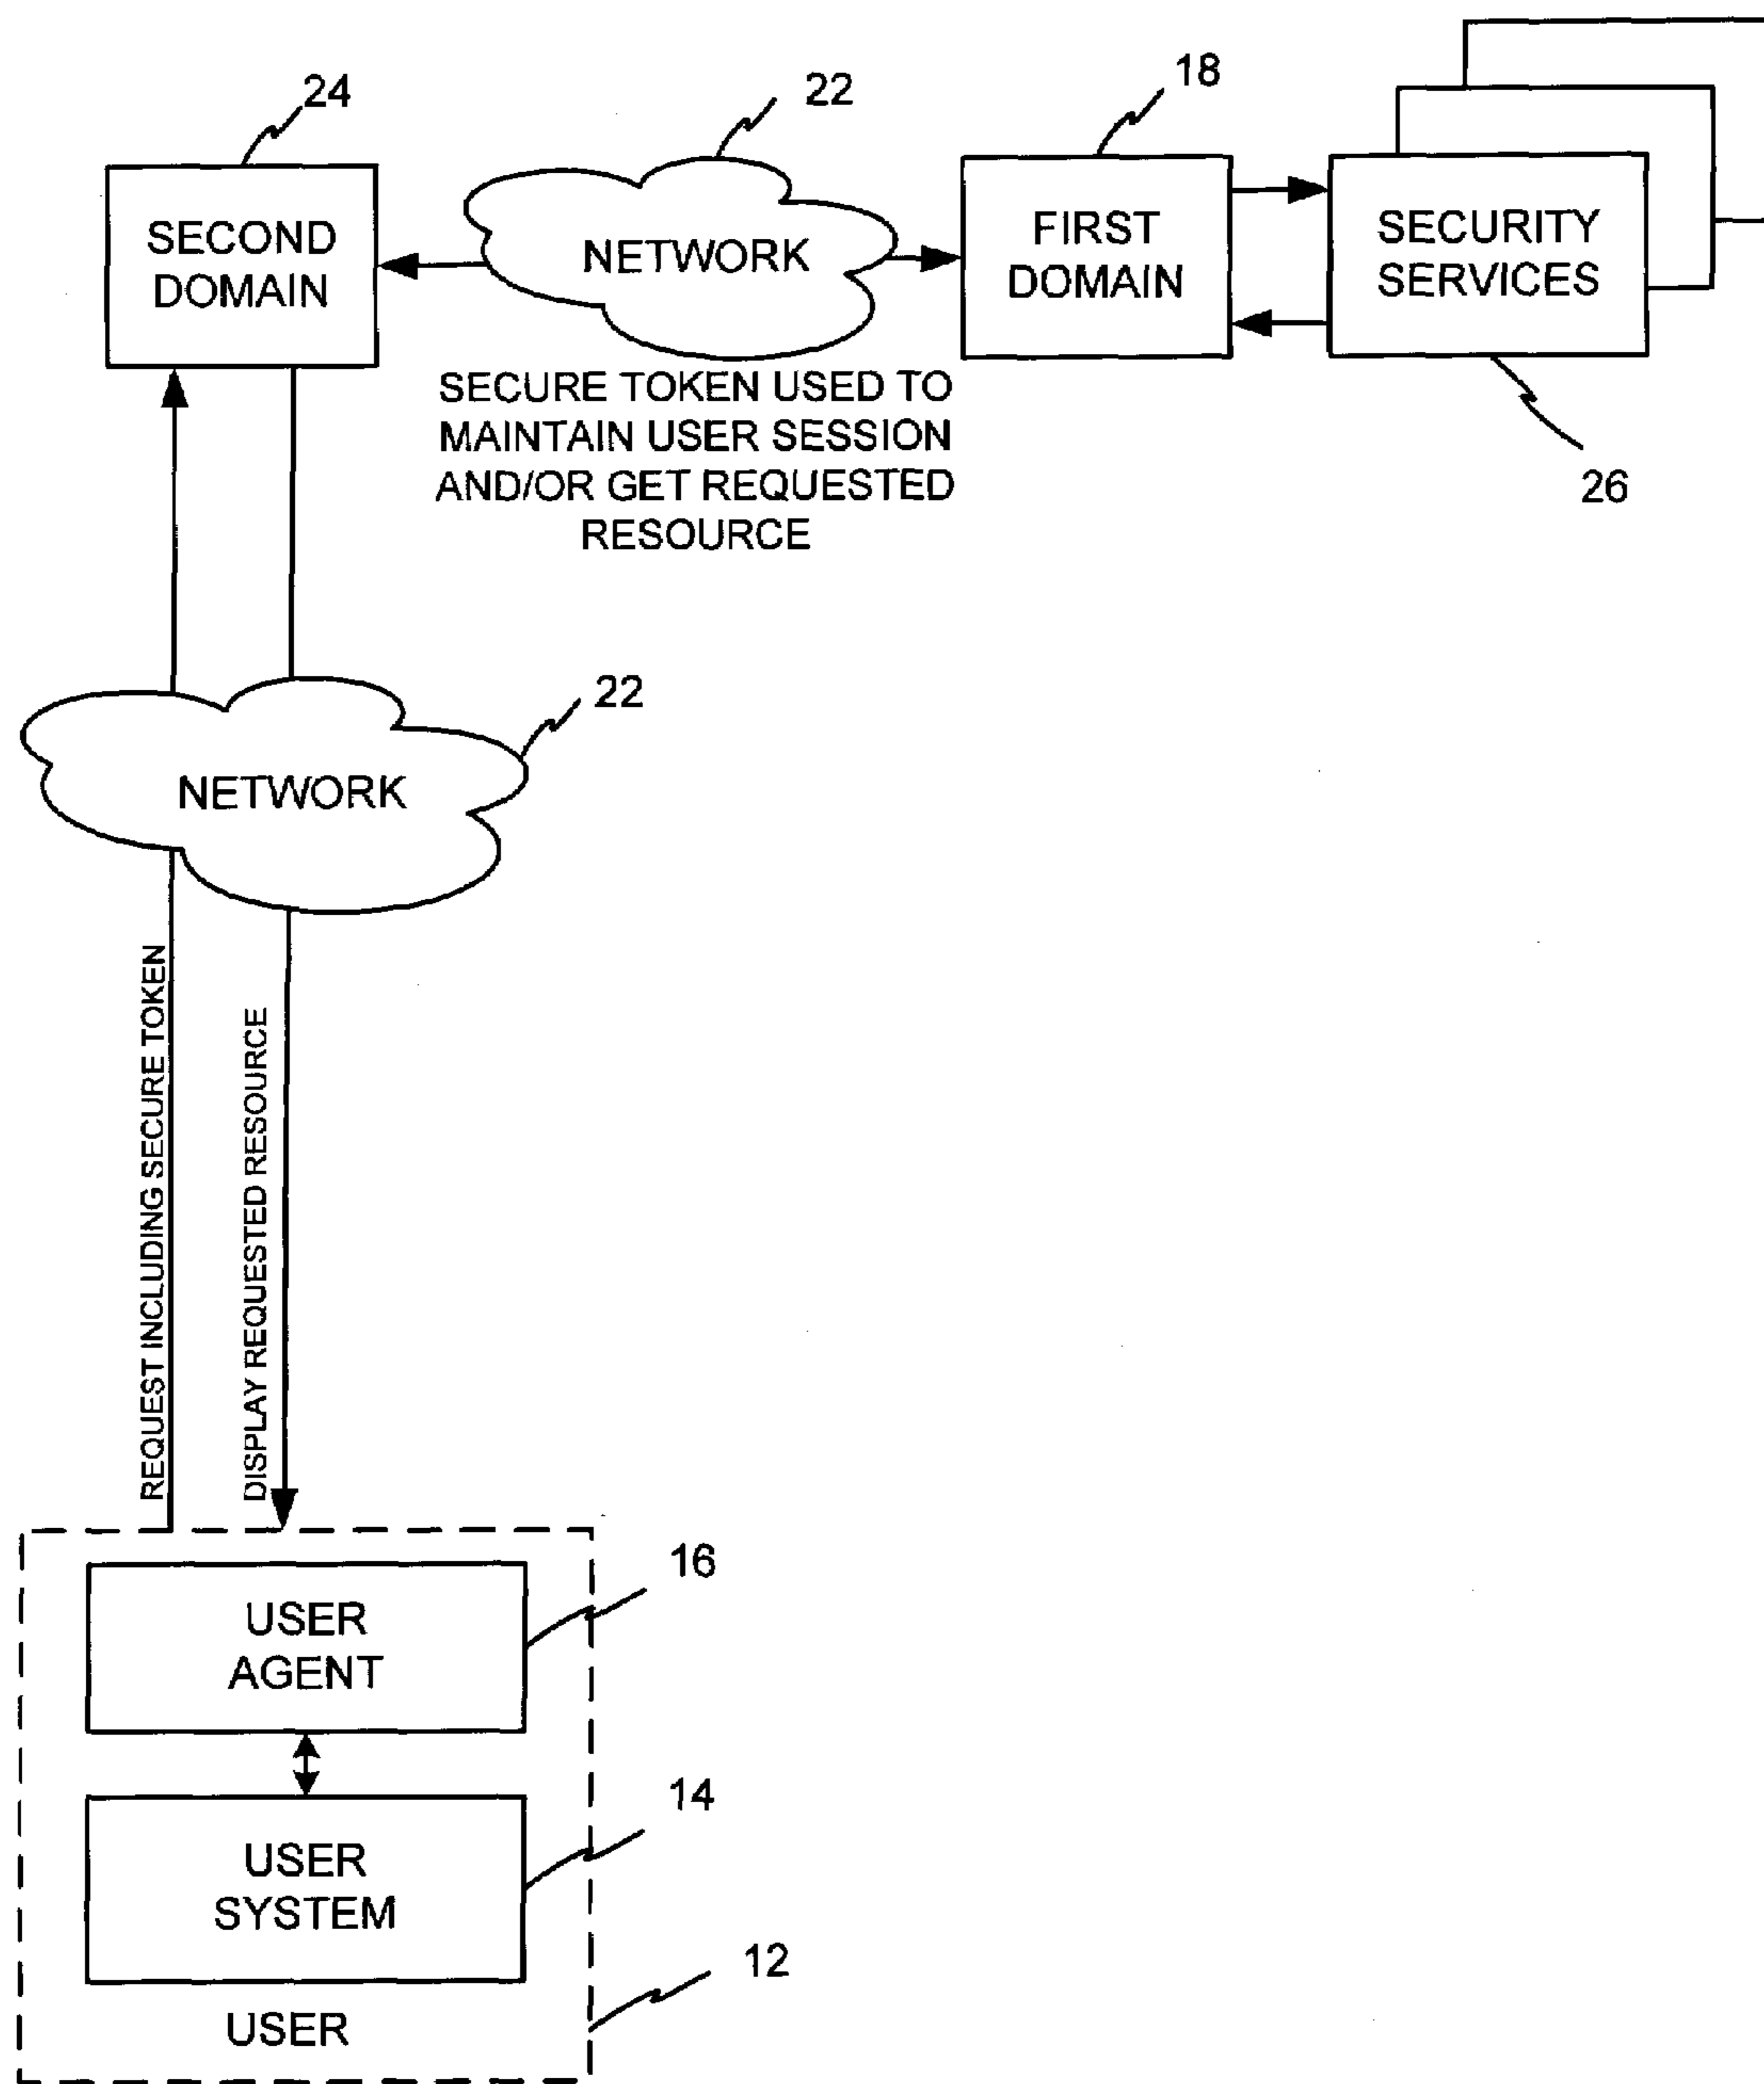 24
22
18
SECOND
DOMAIN
NETWORK
FIRST
DOMAIN
SECURITY
SERVICES
26
SECURE TOKEN USED TO
MAINTAIN USER SESSION
AND/OR GET REQUESTED
RESOURCE
22
NETWORK
REQUEST INCLUDING SECURE TOKEN
DISPLAY REQUESTED RESOURCE
16
USER
AGENT
14
USER
SYSTEM
12
USER